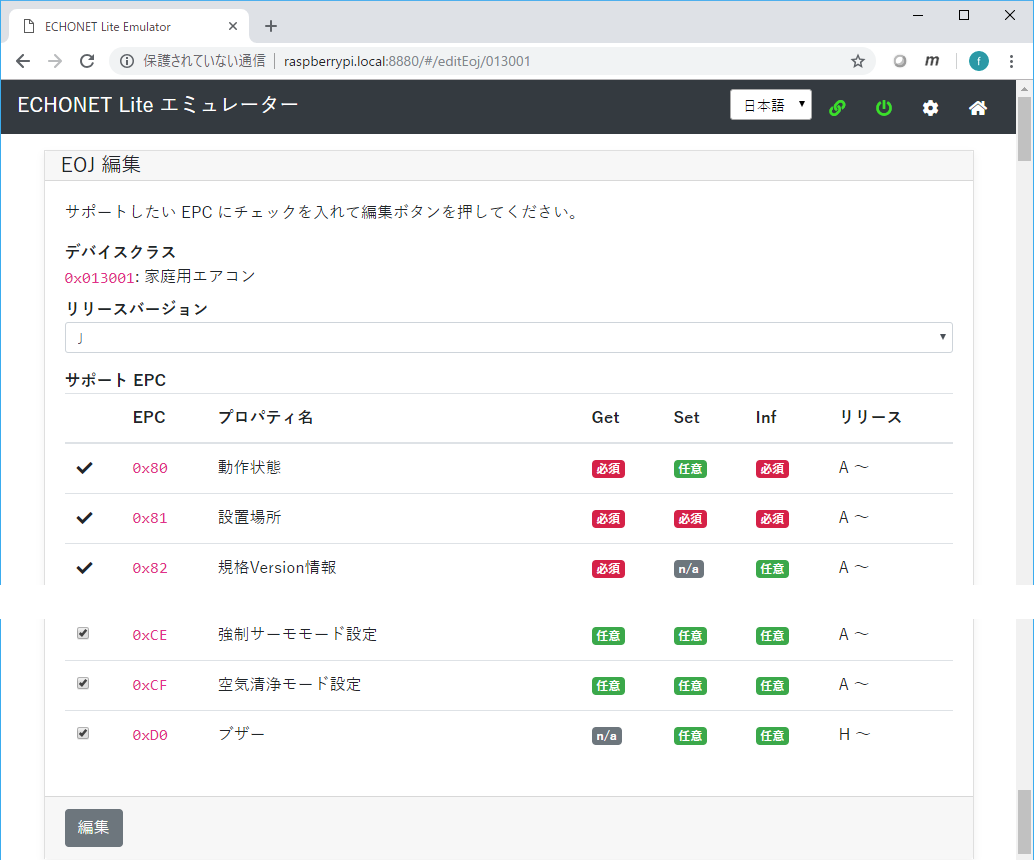 ECHONET Lite Emulator
保護されていない通信 raspberrypi.local:8880/#/editEoj/013001
m
f
ECHONET Lite エミュレーター 日本語
EOJ 編集
サポートしたい EPC にチェックを入れて編集ボタンを押してください。
デバイスクラス
0x013001: 家庭用エアコン
リリースバージョン
J
サポート EPC
EPC プロパティ名 Get Set Inf リリース
0x80 動作状態 必須 任意 必須 A ～
0x81 設置場所 必須 必須 必須 A ～
0x82 規格Version情報 必須 n/a 任意 A ～
0xCE 強制サーモモード設定 任意 任意 任意 A ～
0xCF 空気清浄モード設定 任意 任意 任意 A ～
0xD0 ブザー n/a 任意 任意 H ～
編集